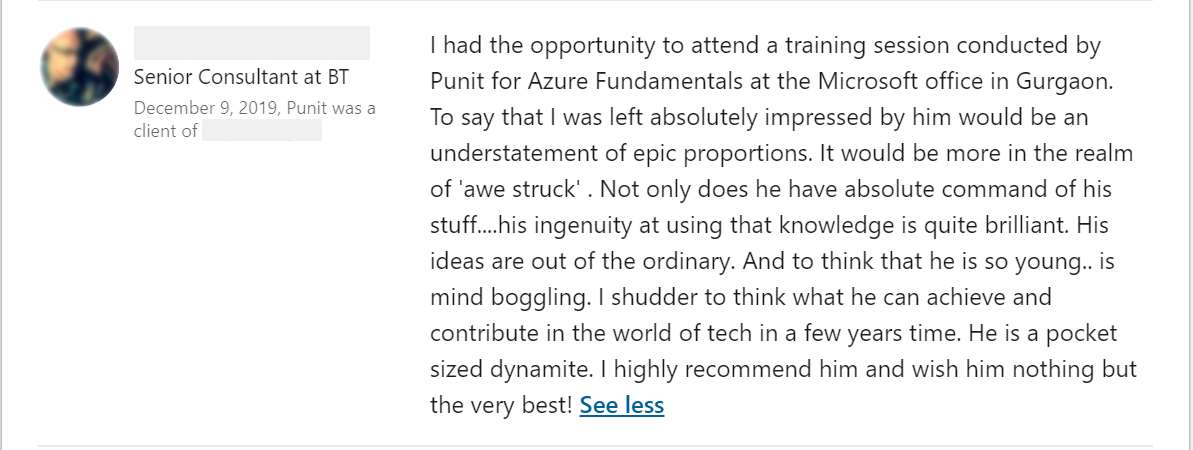 Senior Consultant at BT
December 9, 2019, Punit was a
client of
I had the opportunity to attend a training session conducted by
Punit for Azure Fundamentals at the Microsoft office in Gurgaon.
To say that I was left absolutely impressed by him would be an
understatement of epic proportions. It would be more in the realm
of 'awe struck' . Not only does he have absolute command of his
stuff....his ingenuity at using that knowledge is quite brilliant. His
ideas are out of the ordinary. And to think that he is so young.. is
mind boggling. I shudder to think what he can achieve and
contribute in the world of tech in a few years time. He is a pocket
sized dynamite. I highly recommend him and wish him nothing but
the very best! See less